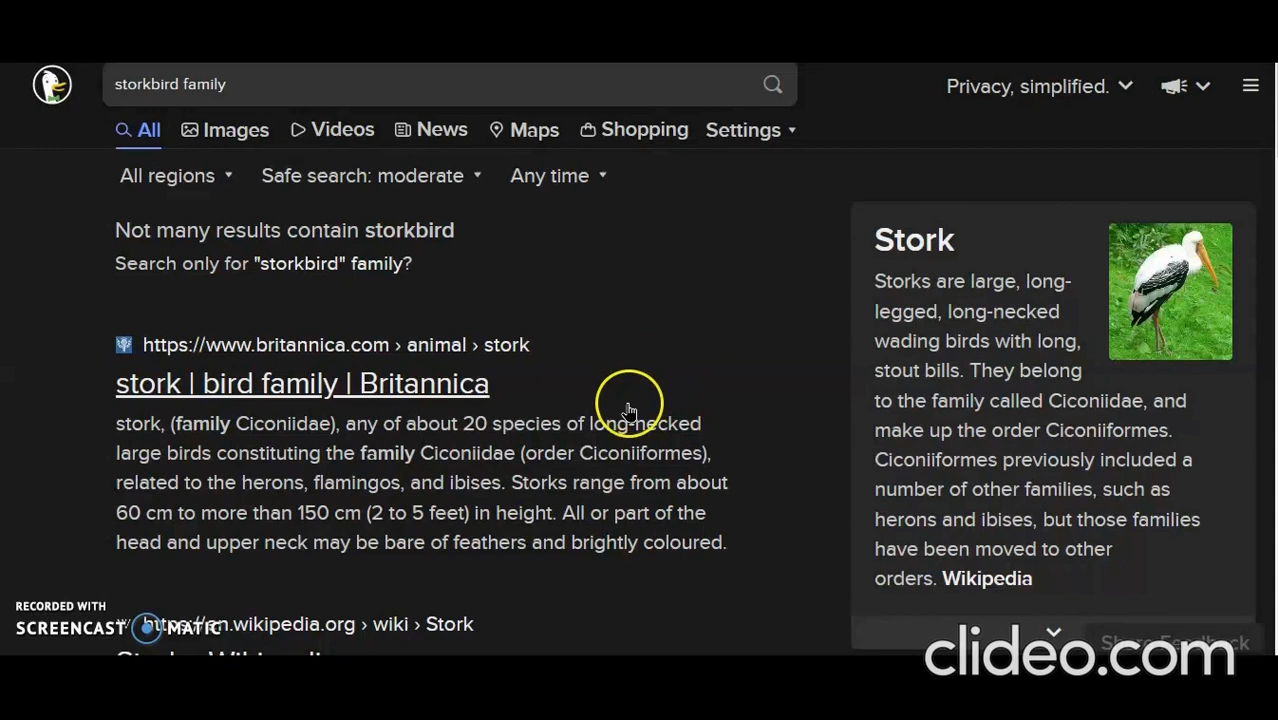 storkbird family
Privacy, simplified.
All Images Videos News Maps Shopping Settings
All regions Safe search: moderate Any time
Not many results contain storkbird
Search only for "storkbird" family?
https://www.britannica.com › animal › stork
stork | bird family | Britannica
stork, (family Ciconiidae), any of about 20 species of long-necked
large birds constituting the family Ciconiidae (order Ciconiiformes),
related to the herons, flamingos, and ibises. Storks range from about
60 cm to more than 150 cm (2 to 5 feet) in height. All or part of the
head and upper neck may be bare of feathers and brightly coloured.
https://en.wikipedia.org › wiki › Stork
Stork
Storks are large, long-
legged, long-necked
wading birds with long,
stout bills. They belong
to the family called Ciconiidae, and
make up the order Ciconiiformes.
Ciconiiformes previously included a
number of other families, such as
herons and ibises, but those families
have been moved to other
orders. Wikipedia
Share Feedback
RECORDED WITH
SCREENCAST MATIC
clideo.com